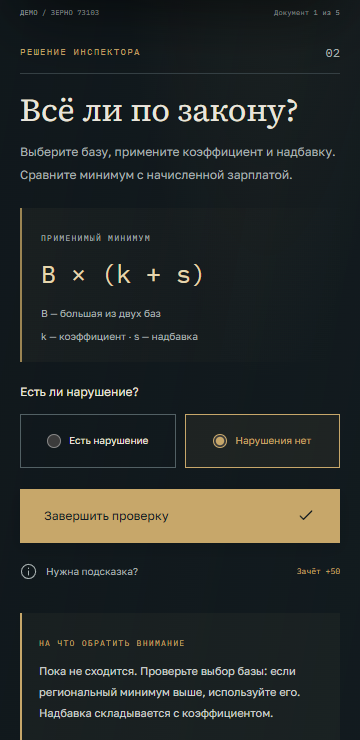 ДЕМО / ЗЕРНО 73103
Документ 1 из 5
РЕШЕНИЕ ИНСПЕКТОРА
02
Всё ли по закону?
Выберите базу, примените коэффициент и надбавку.
Сравните минимум с начисленной зарплатой.
ПРИМЕНИМЫЙ МИНИМУМ
B × (k + s)
B — большая из двух баз
k — коэффициент · s — надбавка
Есть ли нарушение?
Есть нарушение
Нарушения нет
Завершить проверку
Нужна подсказка?
Зачёт +50
НА ЧТО ОБРАТИТЬ ВНИМАНИЕ
Пока не сходится. Проверьте выбор базы: если
региональный минимум выше, используйте его.
Надбавка складывается с коэффициентом.